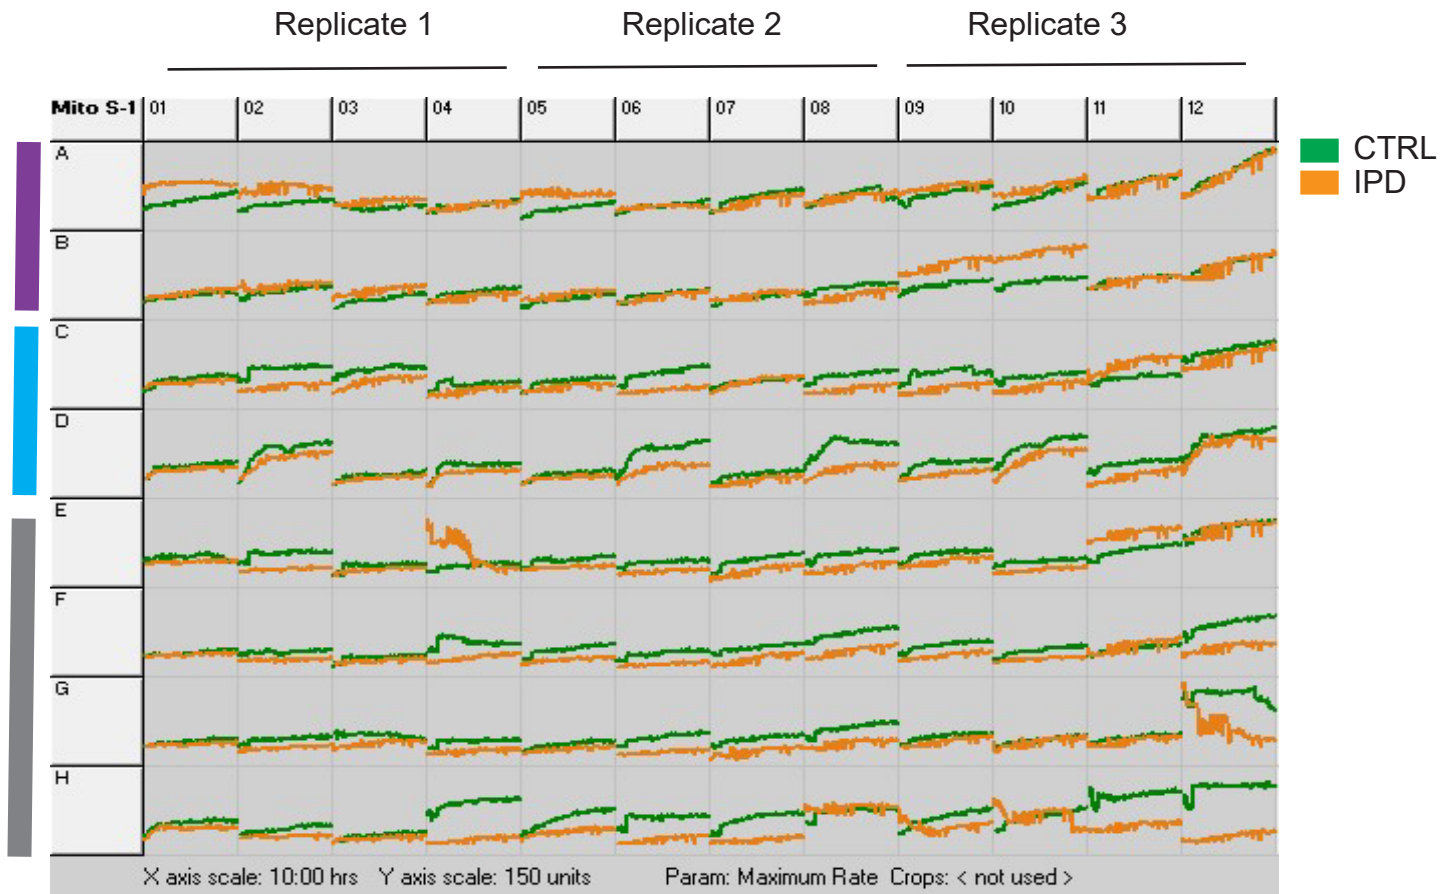 Replicate 1 Replicate 2 Replicate 3
Mito S-1 01 02 03 04 05 06 07 08 09 10 11 12
A
CTRL
IPD
B
C
D
E
F
G
H
X axis scale: 10:00 hrs Y axis scale: 150 units Param: Maximum Rate Crops: < not used >